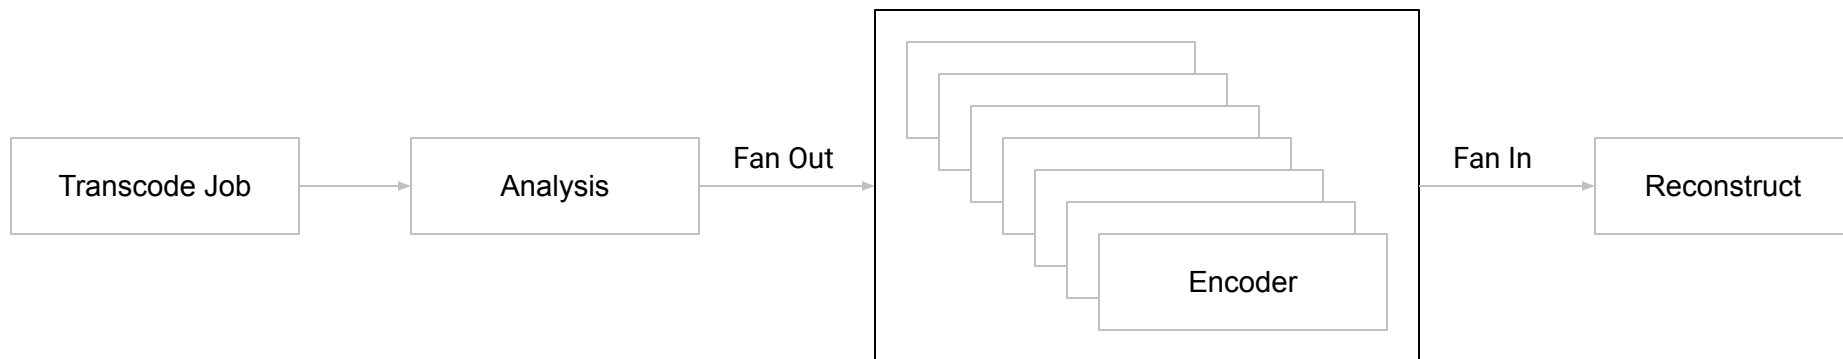 Transcode Job
Analysis
Fan Out
Encoder
Fan In
Reconstruct